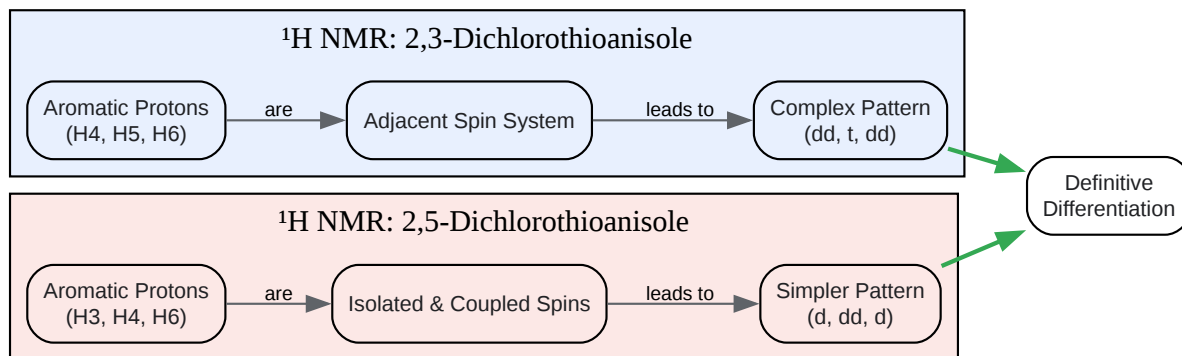 ¹H NMR: 2,3-Dichlorothioanisole
Aromatic Protons
(H4, H5, H6)
are
Adjacent Spin System
leads to
Complex Pattern
(dd, t, dd)
Definitive
Differentiation
¹H NMR: 2,5-Dichlorothioanisole
Aromatic Protons
(H3, H4, H6)
are
Isolated & Coupled Spins
leads to
Simpler Pattern
(d, dd, d)